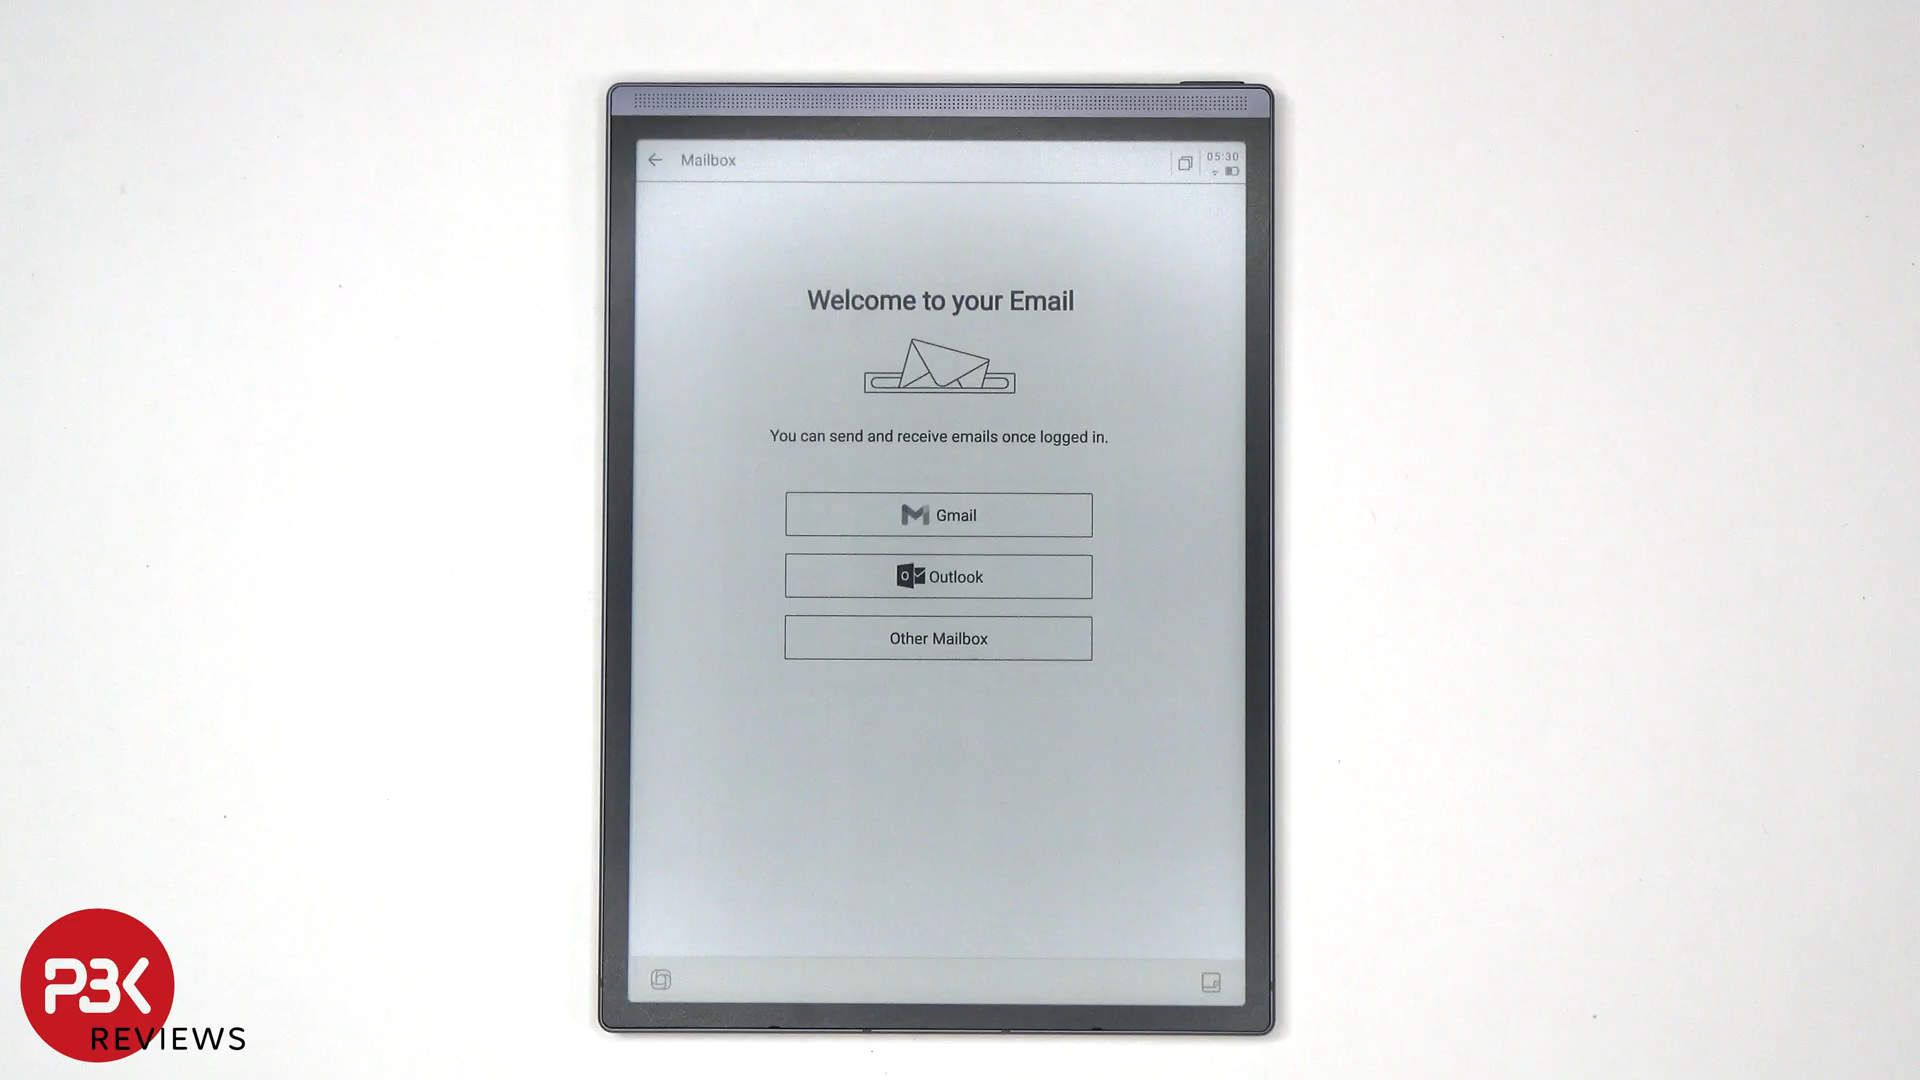 ← Mailbox
05:30
Welcome to your Email
You can send and receive emails once logged in.
Gmail
Outlook
Other Mailbox
P3K
REVIEWS